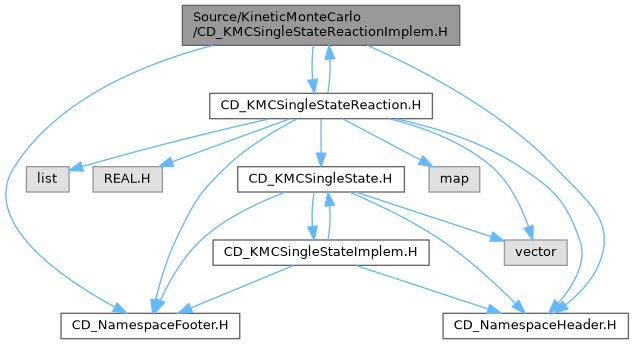 Source/KineticMonteCarlo
/CD_KMCSingleStateReactionImplem.H
CD_KMCSingleStateReaction.H
list
REAL.H
CD_KMCSingleState.H
map
CD_KMCSingleStateImplem.H
vector
CD_NamespaceFooter.H
CD_NamespaceHeader.H